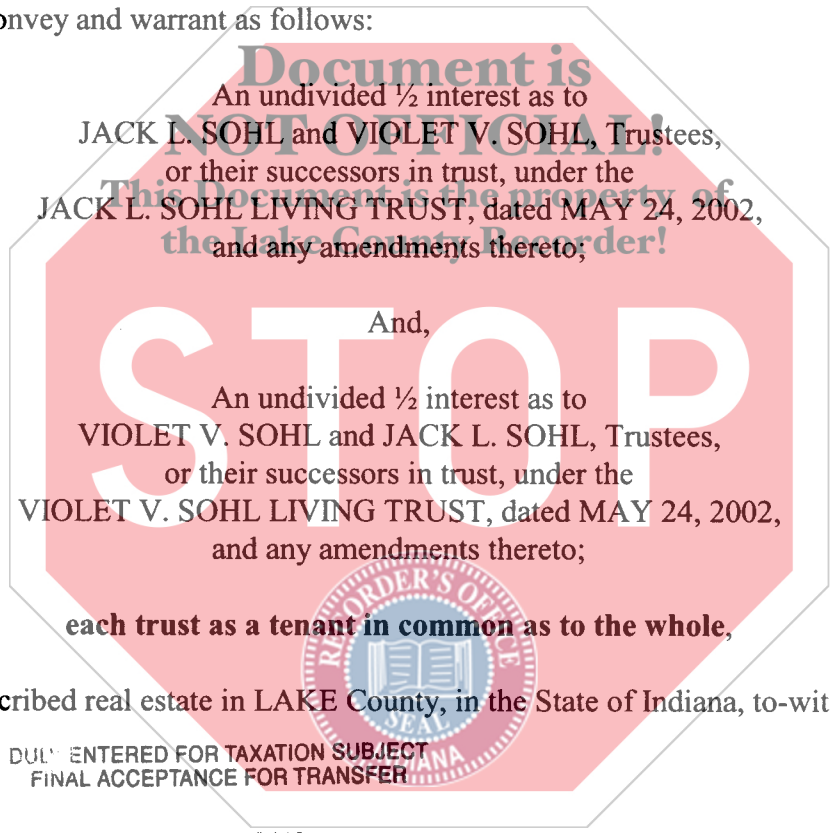 onvey and warrant as follows:
Document is
An undivided ½ interest as to
NOT OFFICIAL!
JACK L. SOHL and VIOLET V. SOHL, Trustees,
or their successors in trust, under the
This Document is the property of
JACK L. SOHL LIVING TRUST, dated MAY 24, 2002,
the Lake County Recorder!
and any amendments thereto;
And,
STOP
An undivided ½ interest as to
VIOLET V. SOHL and JACK L. SOHL, Trustees,
or their successors in trust, under the
VIOLET V. SOHL LIVING TRUST, dated MAY 24, 2002,
and any amendments thereto;
RECORDER'S OFFICE
each trust as a tenant in common as to the whole,
cribed real estate in LAKE County, in the State of Indiana, to-wit
SEAL
INDIANA
ENTERED FOR TAXATION SUBJECT
FINAL ACCEPTANCE FOR TRANSFER